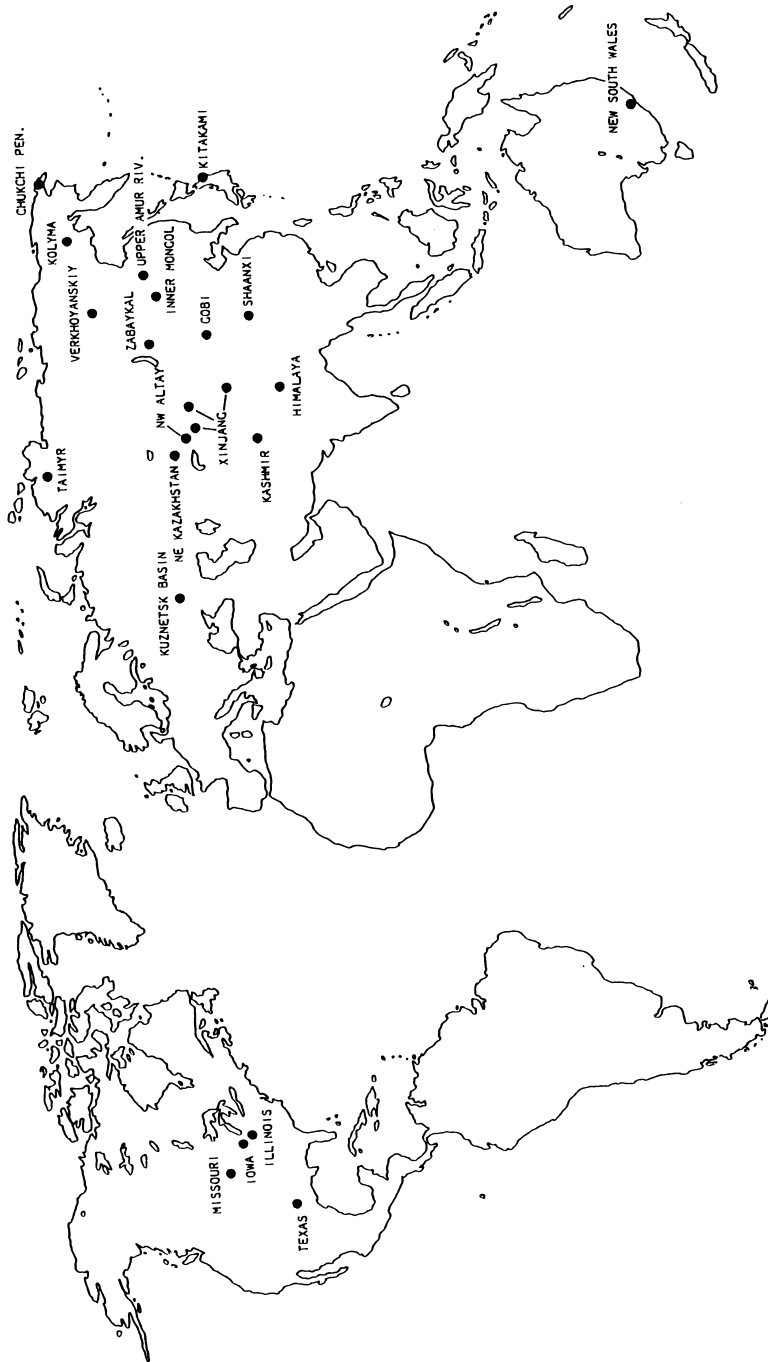 CHUKCHI PEN.
KOLYMA
VERKHOYANSKIY
TAIMYR
KITAKAMI
UPPER AMUR RIV.
INNER MONGOL
ZABAYKAL
GOBI
SHAANXI
NW ALTAY
XINJANG
HIMALAYA
KASHMIR
NE KAZAKHSTAN
KUZNETSK BASIN
NEW SOUTH WALES
MISSOURI
IOWA
ILLINOIS
TEXAS